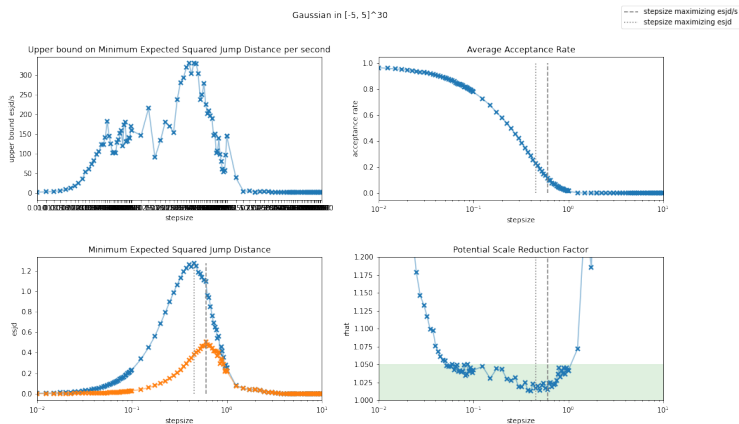 Gaussian in [-5, 5]^30
stepsize maximizing esjd/s
stepsize maximizing esjd
Upper bound on Minimum Expected Squared Jump Distance per second
upper bound esjd/s
300
250
200
150
100
50
0
stepsize
Average Acceptance Rate
acceptance rate
1.0
0.8
0.6
0.4
0.2
0.0
10^-2 10^-1 10^0 10^1
stepsize
Minimum Expected Squared Jump Distance
esjd
1.2
1.0
0.8
0.6
0.4
0.2
0.0
10^-2 10^-1 10^0 10^1
stepsize
Potential Scale Reduction Factor
rhat
1.200
1.175
1.150
1.125
1.100
1.075
1.050
1.025
1.000
10^-2 10^-1 10^0 10^1
stepsize